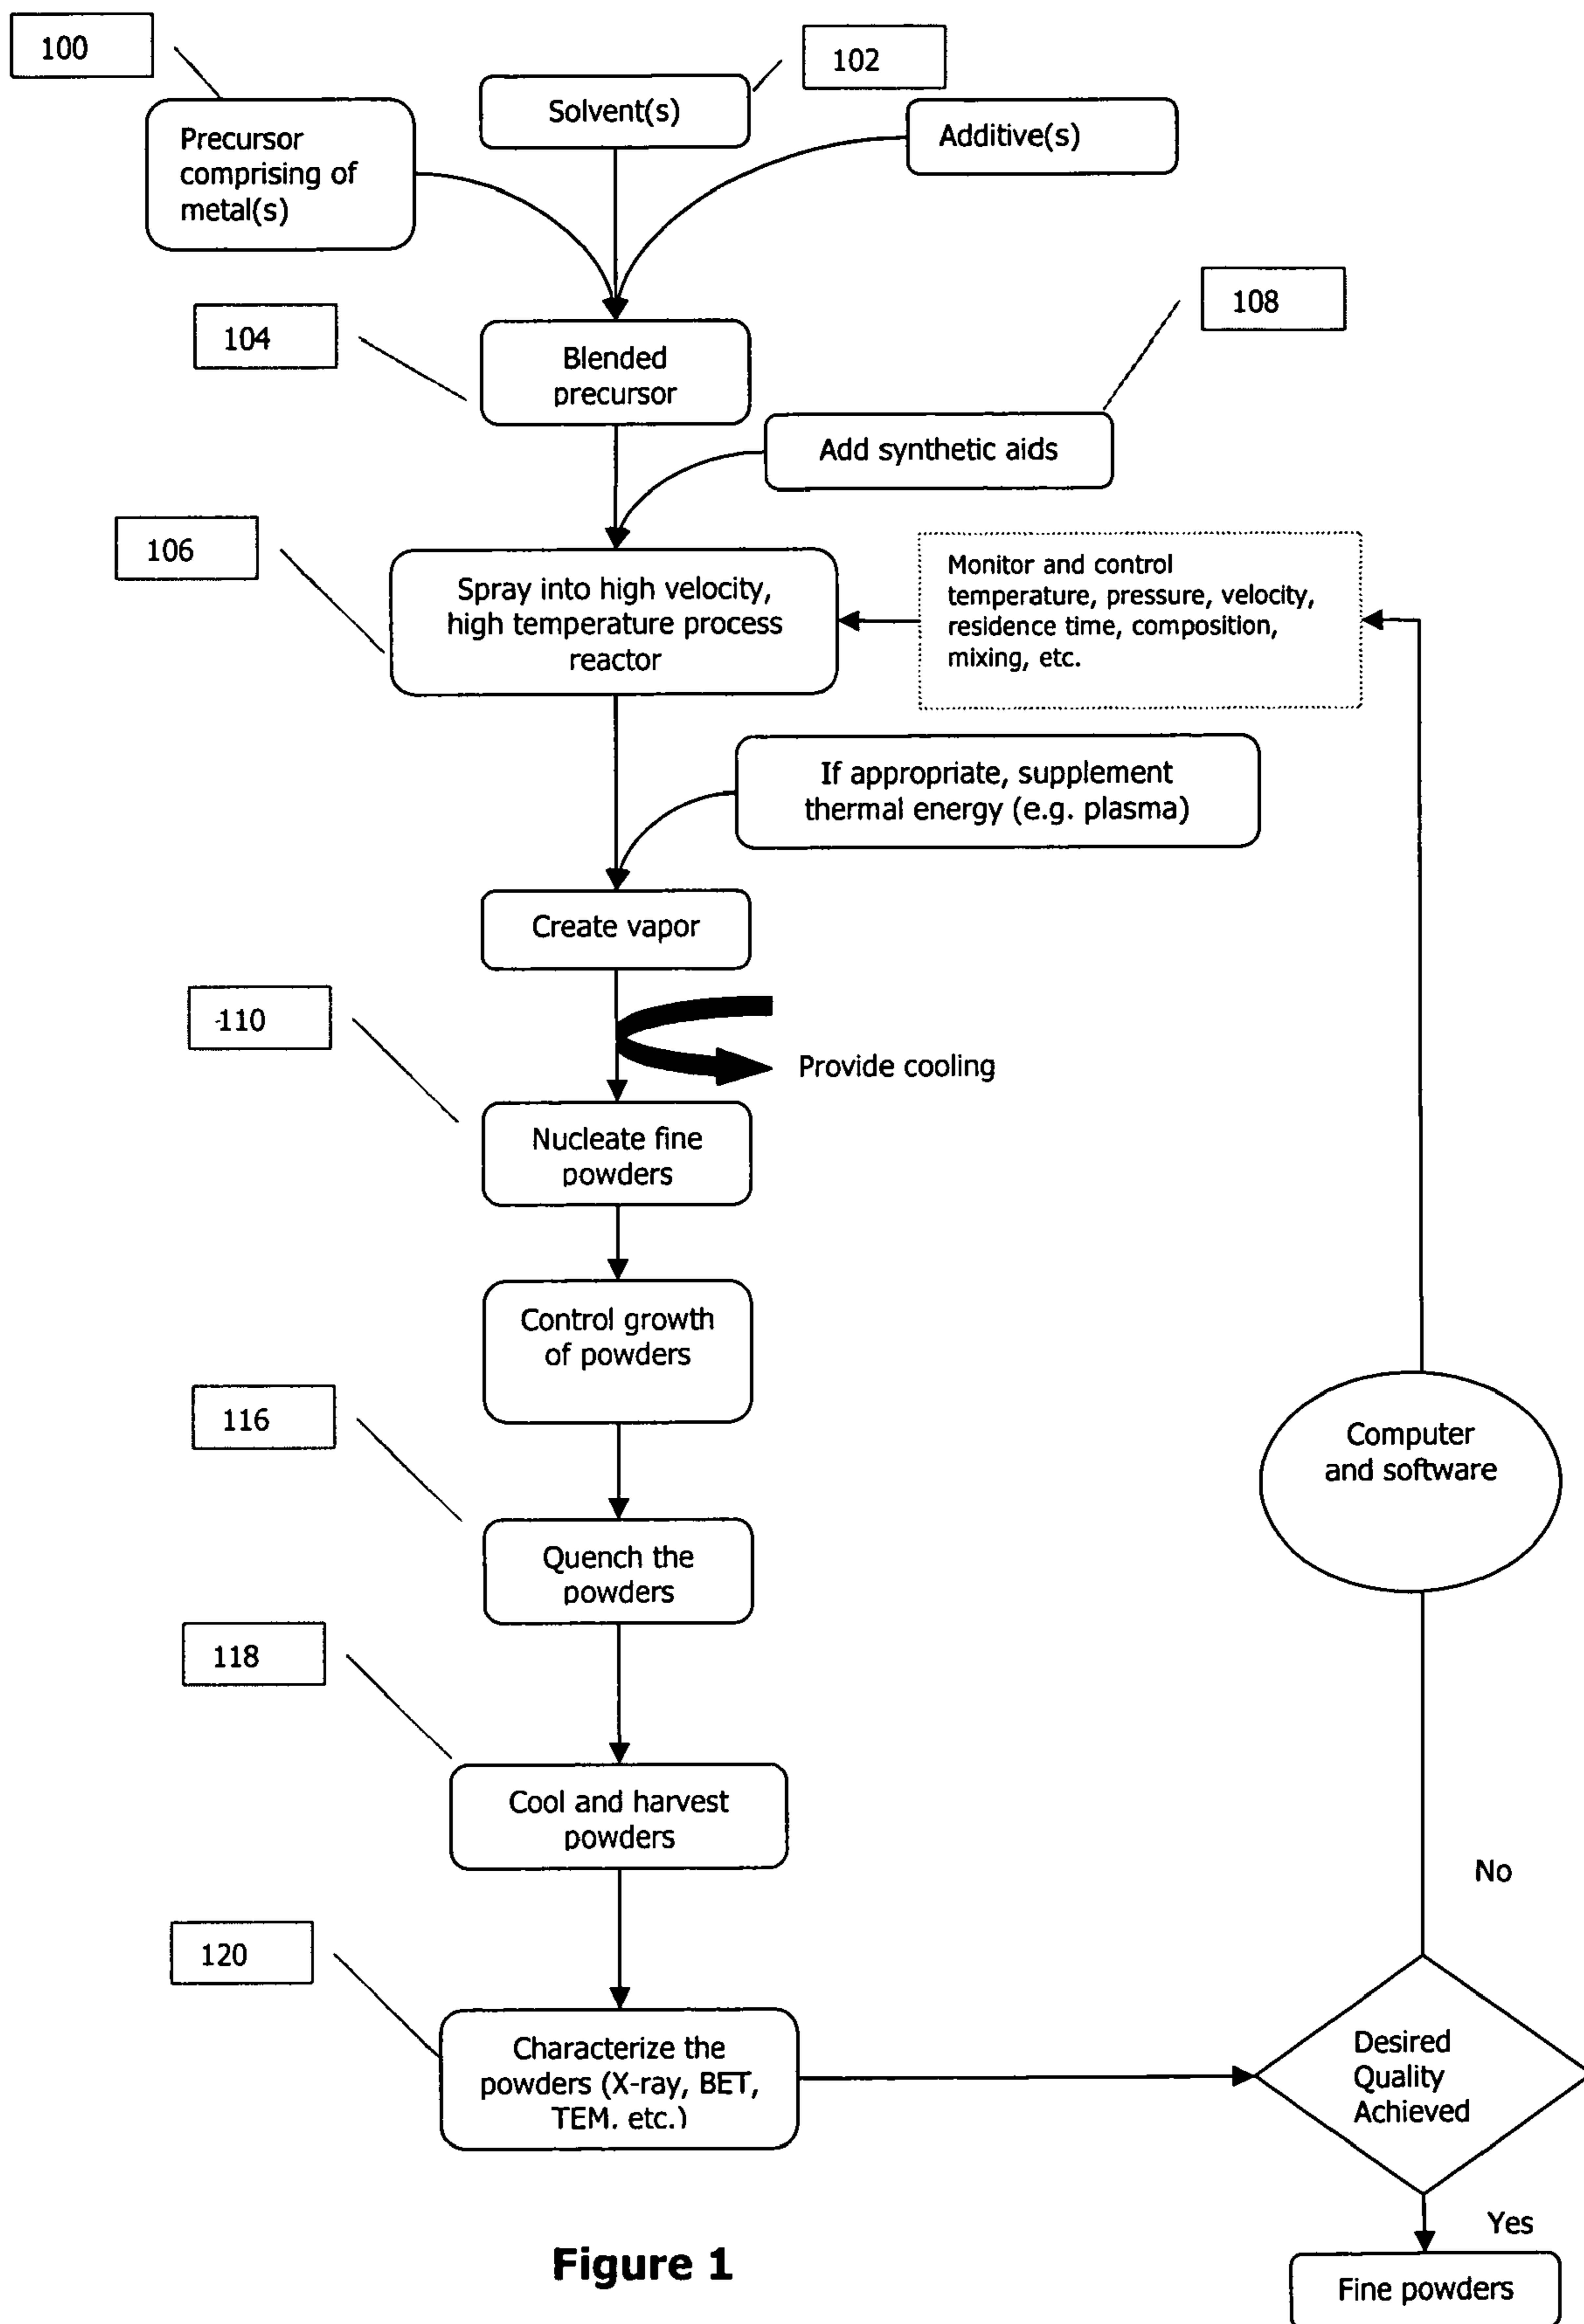 100
102
Solvent(s)
Additive(s)
Precursor
comprising of
metal(s)
108
104
Blended
precursor
Add synthetic aids
106
Spray into high velocity,
high temperature process
reactor
Monitor and control
temperature, pressure, velocity,
residence time, composition,
mixing, etc.
If appropriate, supplement
thermal energy (e.g. plasma)
Create vapor
110
Provide cooling
Nucleate fine
powders
Control growth
of powders
116
Computer
and software
Quench the
powders
118
Cool and harvest
powders
No
120
Characterize the
powders (X-ray, BET,
TEM. etc.)
Desired
Quality
Achieved
Yes
Figure 1
Fine powders